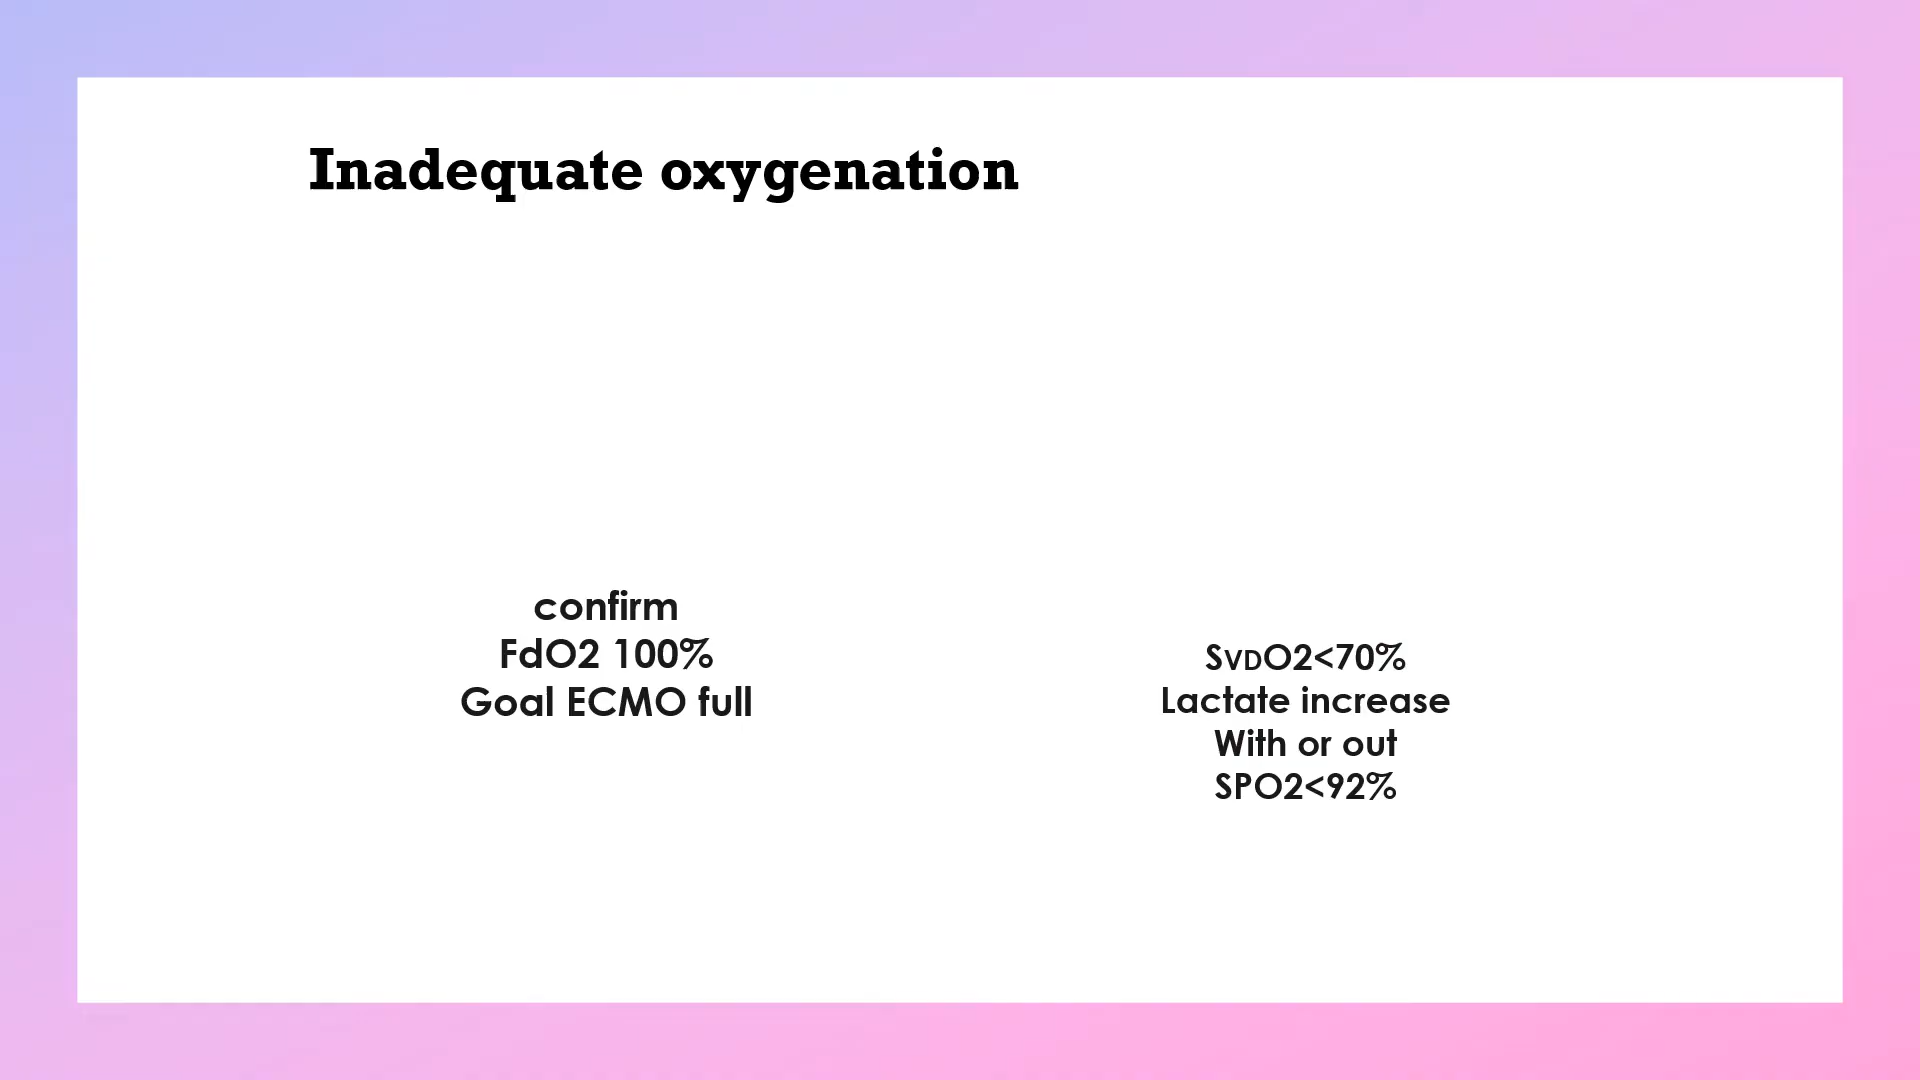 Inadequate oxygenation
confirm
FdO2 100%
Goal ECMO full
SVDO2<70%
Lactate increase
With or out
SPO2<92%